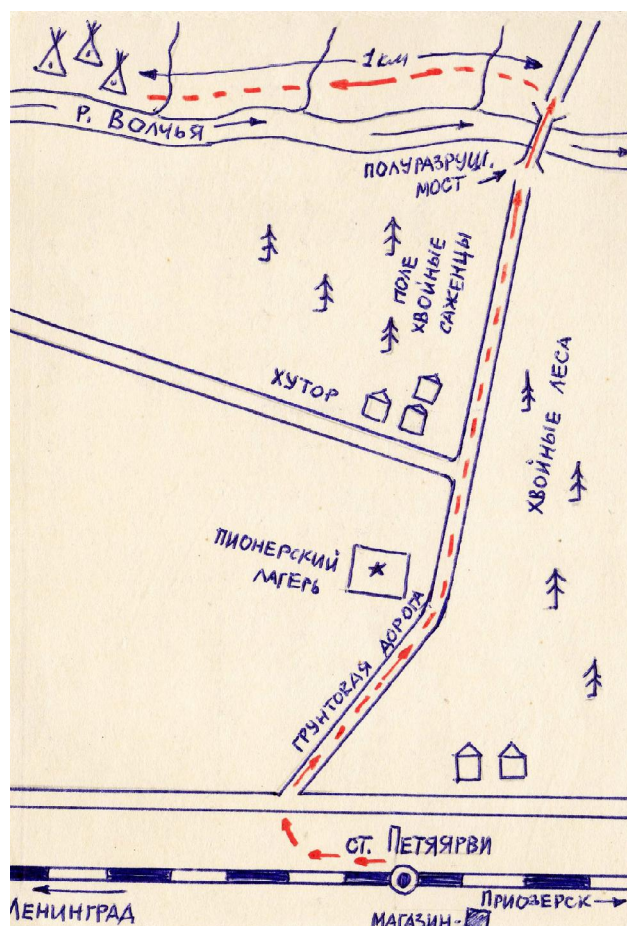 1км
р. Волчья
полуразруш.
мост
поле
хвойные
саженцы
хутор
хвойные леса
пионерский
лагерь
грунтовая дорога
ст. Петяярви
Приозерск
Ленинград
магазин-